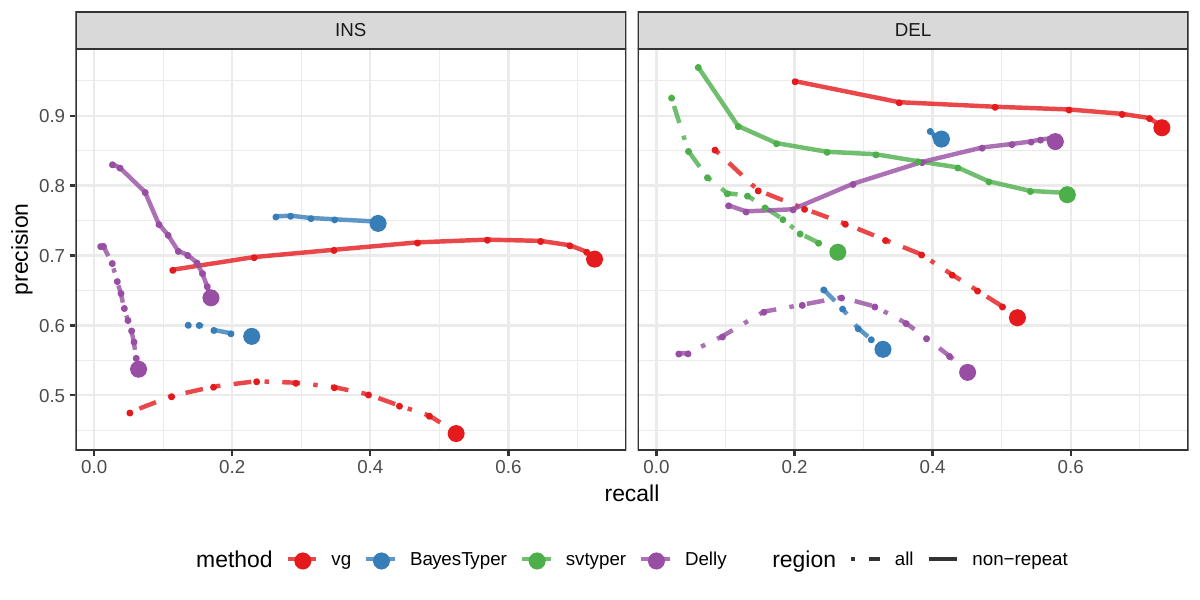 INS DEL
precision
0.9
0.8
0.7
0.6
0.5
0.0 0.2 0.4 0.6 0.0 0.2 0.4 0.6
recall
method vg BayesTyper svtyper Delly region all non−repeat